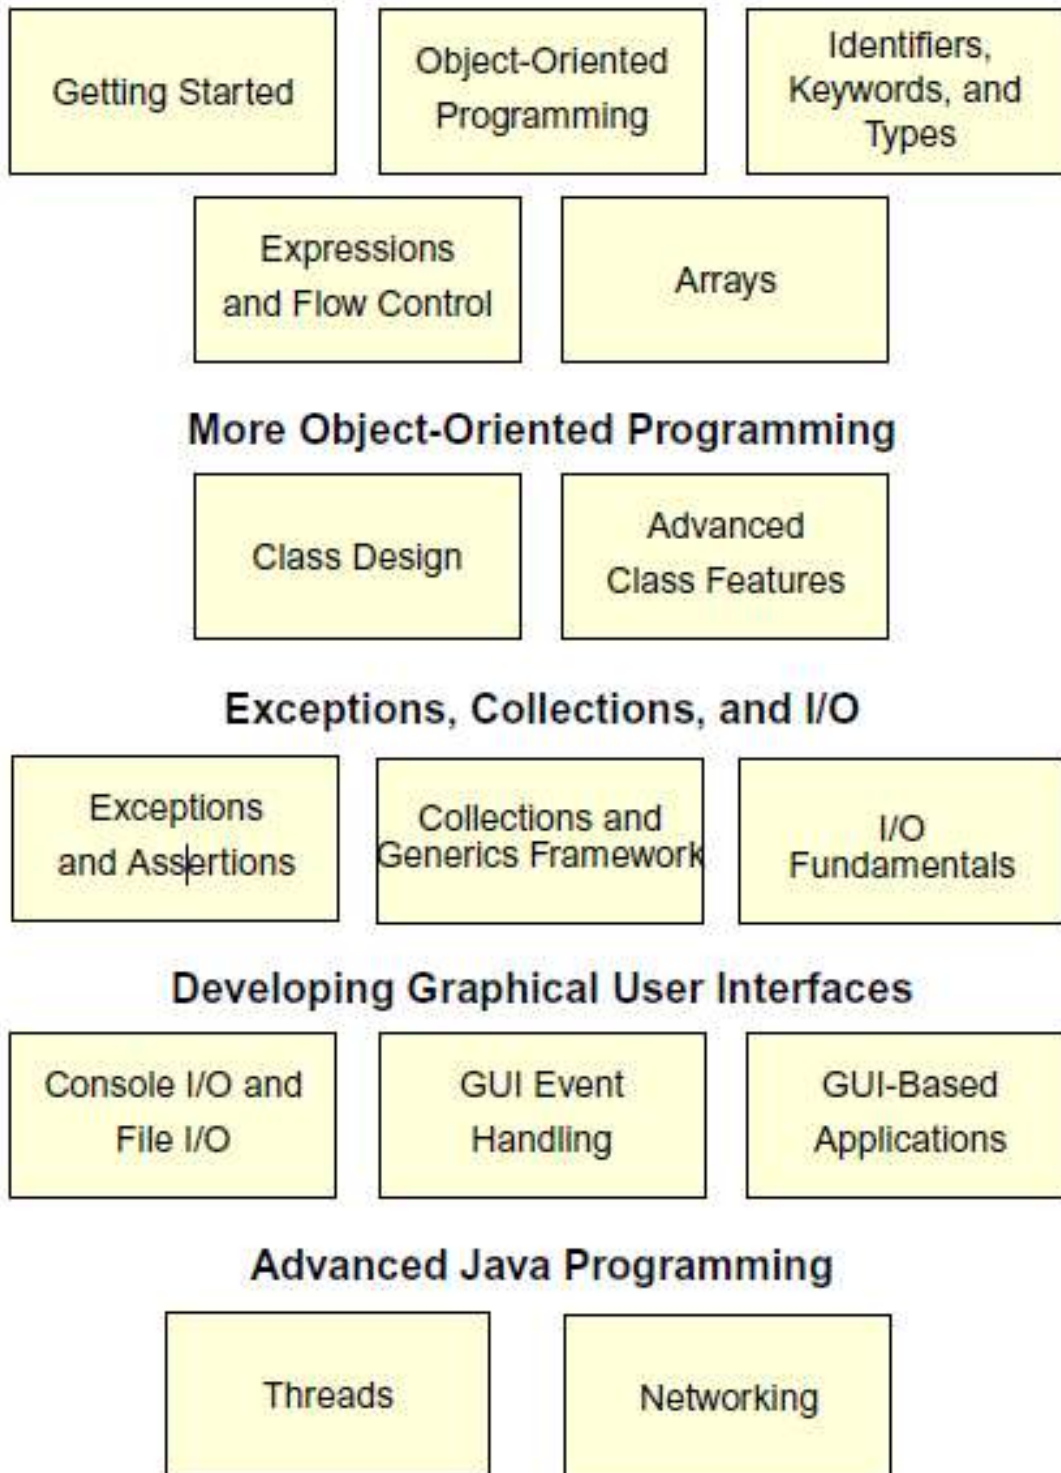 Getting Started
Object-Oriented
Programming
Identifiers,
Keywords, and
Types
Expressions
and Flow Control
Arrays
More Object-Oriented Programming
Class Design
Advanced
Class Features
Exceptions, Collections, and I/O
Exceptions
and Assertions
Collections and
Generics Framework
I/O
Fundamentals
Developing Graphical User Interfaces
Console I/O and
File I/O
GUI Event
Handling
GUI-Based
Applications
Advanced Java Programming
Threads
Networking